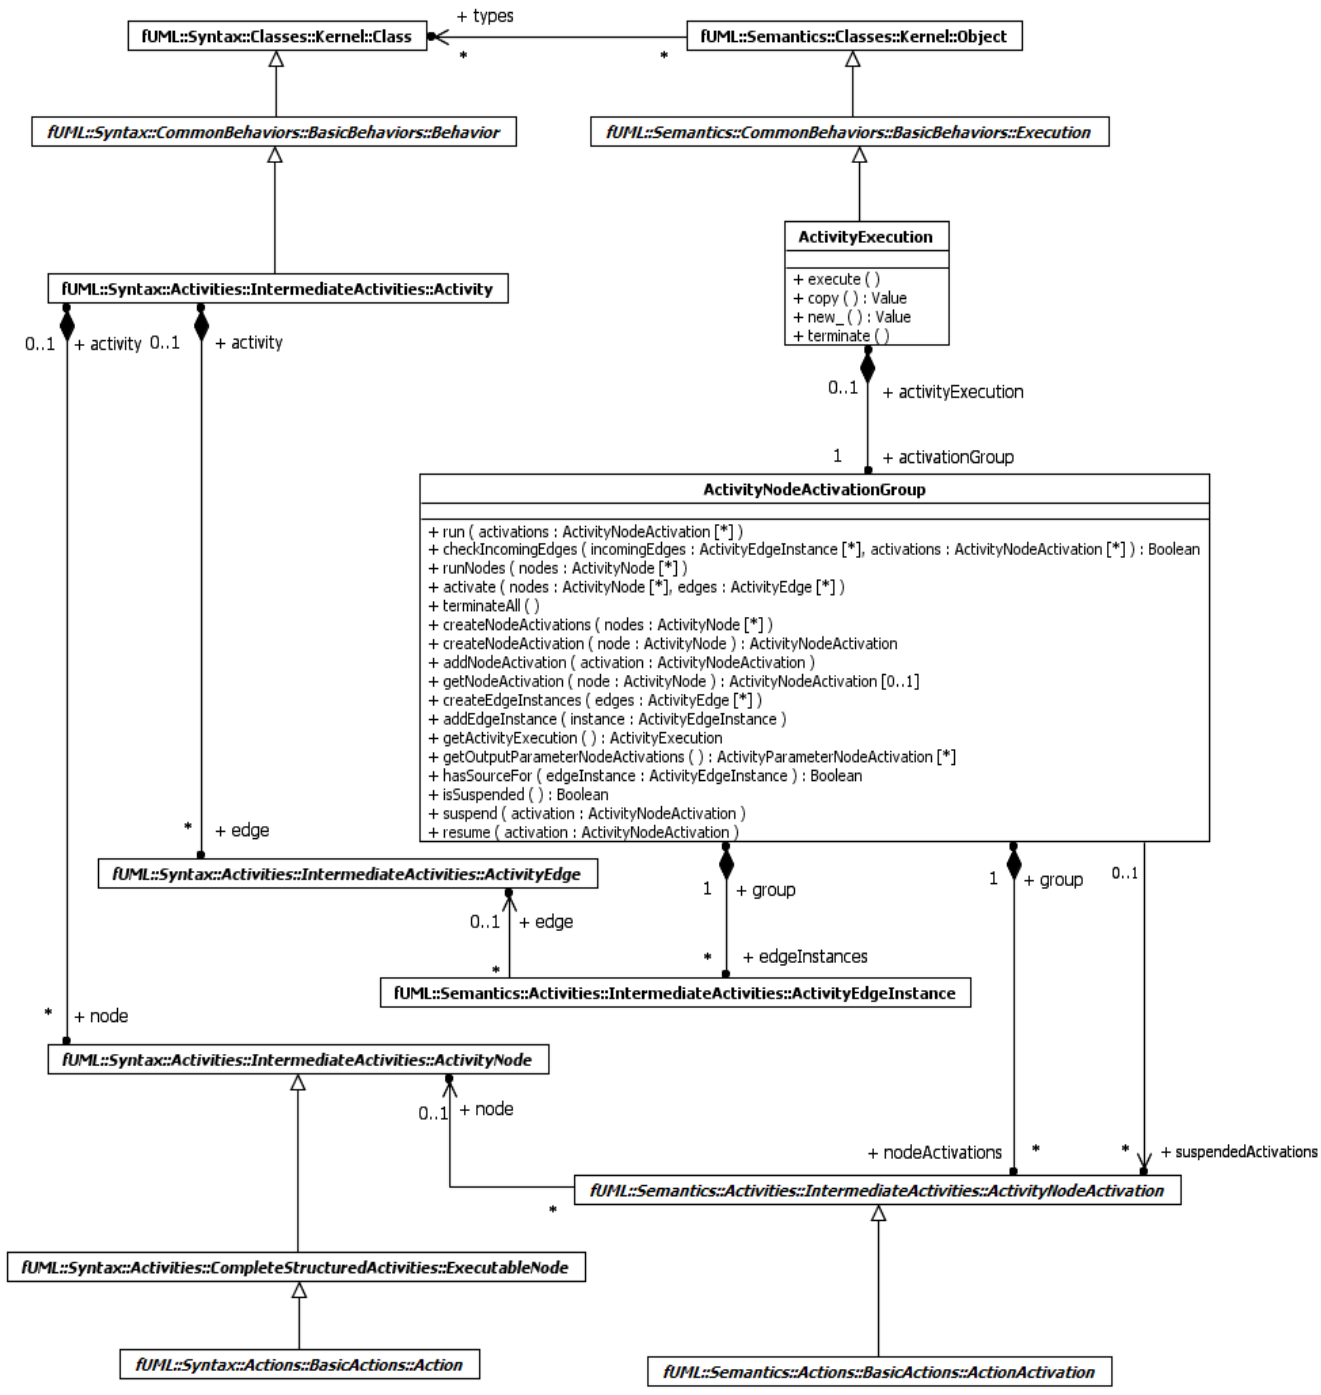 + types
fUML::Syntax::Classes::Kernel::Class
fUML::Semantics::Classes::Kernel::Object
*
*
fUML::Syntax::CommonBehaviors::BasicBehaviors::Behavior
fUML::Semantics::CommonBehaviors::BasicBehaviors::Execution
ActivityExecution
+ execute ( )
+ copy ( ) : Value
+ new_ ( ) : Value
+ terminate ( )
fUML::Syntax::Activities::IntermediateActivities::Activity
0..1
+ activity
0..1
+ activity
0..1
+ activityExecution
1
+ activationGroup
ActivityNodeActivationGroup
+ run ( activations : ActivityNodeActivation [*] )
+ checkIncomingEdges ( incomingEdges : ActivityEdgeInstance [*], activations : ActivityNodeActivation [*] ) : Boolean
+ runNodes ( nodes : ActivityNode [*] )
+ activate ( nodes : ActivityNode [*], edges : ActivityEdge [*] )
+ terminateAll ( )
+ createNodeActivations ( nodes : ActivityNode [*] )
+ createNodeActivation ( node : ActivityNode ) : ActivityNodeActivation
+ addNodeActivation ( activation : ActivityNodeActivation )
+ getNodeActivation ( node : ActivityNode ) : ActivityNodeActivation [0..1]
+ createEdgeInstances ( edges : ActivityEdge [*] )
+ addEdgeInstance ( instance : ActivityEdgeInstance )
+ getActivityExecution ( ) : ActivityExecution
+ getOutputParameterNodeActivations ( ) : ActivityParameterNodeActivation [*]
+ hasSourceFor ( edgeInstance : ActivityEdgeInstance ) : Boolean
+ isSuspended ( ) : Boolean
+ suspend ( activation : ActivityNodeActivation )
+ resume ( activation : ActivityNodeActivation )
*
+ edge
fUML::Syntax::Activities::IntermediateActivities::ActivityEdge
1
+ group
1
+ group
0..1
0..1
+ edge
*
*
+ edgeInstances
fUML::Semantics::Activities::IntermediateActivities::ActivityEdgeInstance
*
+ node
fUML::Syntax::Activities::IntermediateActivities::ActivityNode
0..1
+ node
+ nodeActivations
*
*
+ suspendedActivations
fUML::Semantics::Activities::IntermediateActivities::ActivityNodeActivation
*
fUML::Syntax::Activities::CompleteStructuredActivities::ExecutableNode
fUML::Syntax::Actions::BasicActions::Action
fUML::Semantics::Actions::BasicActions::ActionActivation